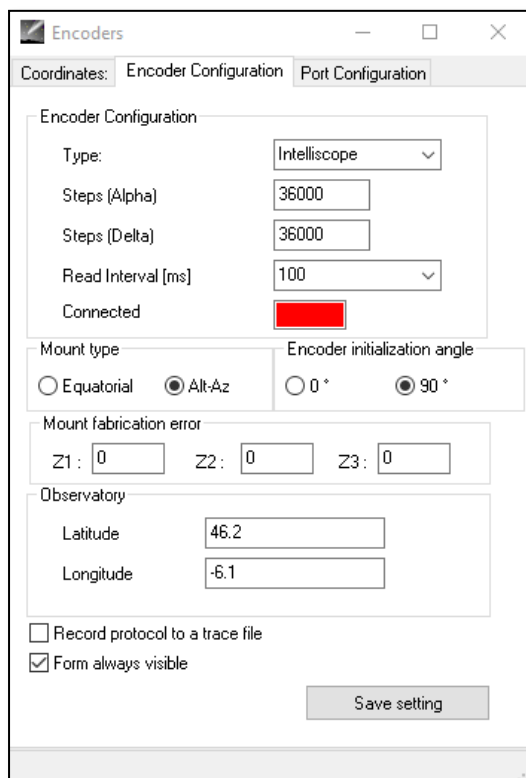 Encoders
Coordinates: Encoder Configuration Port Configuration
Encoder Configuration
Type: Intelliscope
Steps (Alpha) 36000
Steps (Delta) 36000
Read Interval [ms] 100
Connected
Mount type Encoder initialization angle
Equatorial Alt-Az 0 ° 90 °
Mount fabrication error
Z1 : 0 Z2 : 0 Z3 : 0
Observatory
Latitude 46.2
Longitude -6.1
Record protocol to a trace file
Form always visible
Save setting